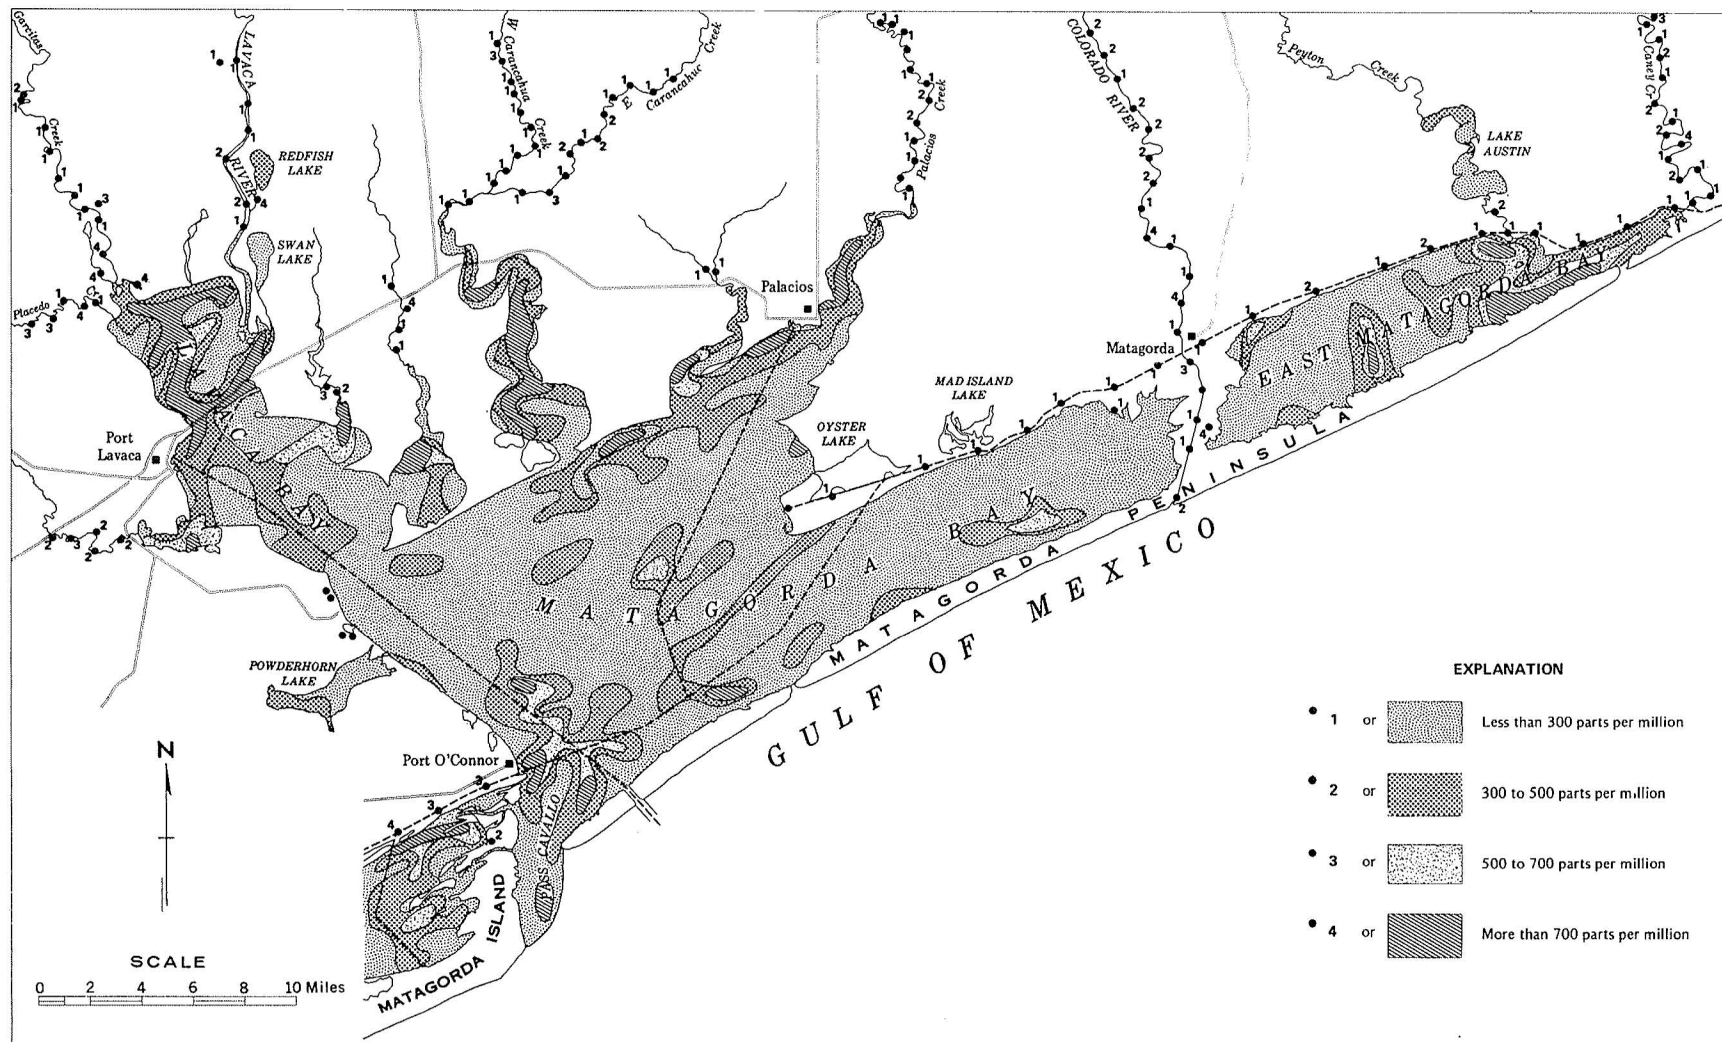 Garcitas
Creek
LAVACA
RIVER
W Carancahua
Creek
E Carancahuc
Creek
Palacios
Creek
COLORADO
RIVER
Peyton
Creek
Caney Cr
REDFISH
LAKE
SWAN
LAKE
LAKE
AUSTIN
Placedo
Palacios
Matagorda
Port
Lavaca
LAVACA BAY
MAD ISLAND
LAKE
OYSTER
LAKE
EAST MATAGORDA BAY
MATAGORDA BAY
MATAGORDA PENINSULA
GULF OF MEXICO
POWDERHORN
LAKE
Port O'Connor
PASS CAVALLO
MATAGORDA ISLAND
N
SCALE
0 2 4 6 8 10 Miles
EXPLANATION
1 or Less than 300 parts per million
2 or 300 to 500 parts per million
3 or 500 to 700 parts per million
4 or More than 700 parts per million